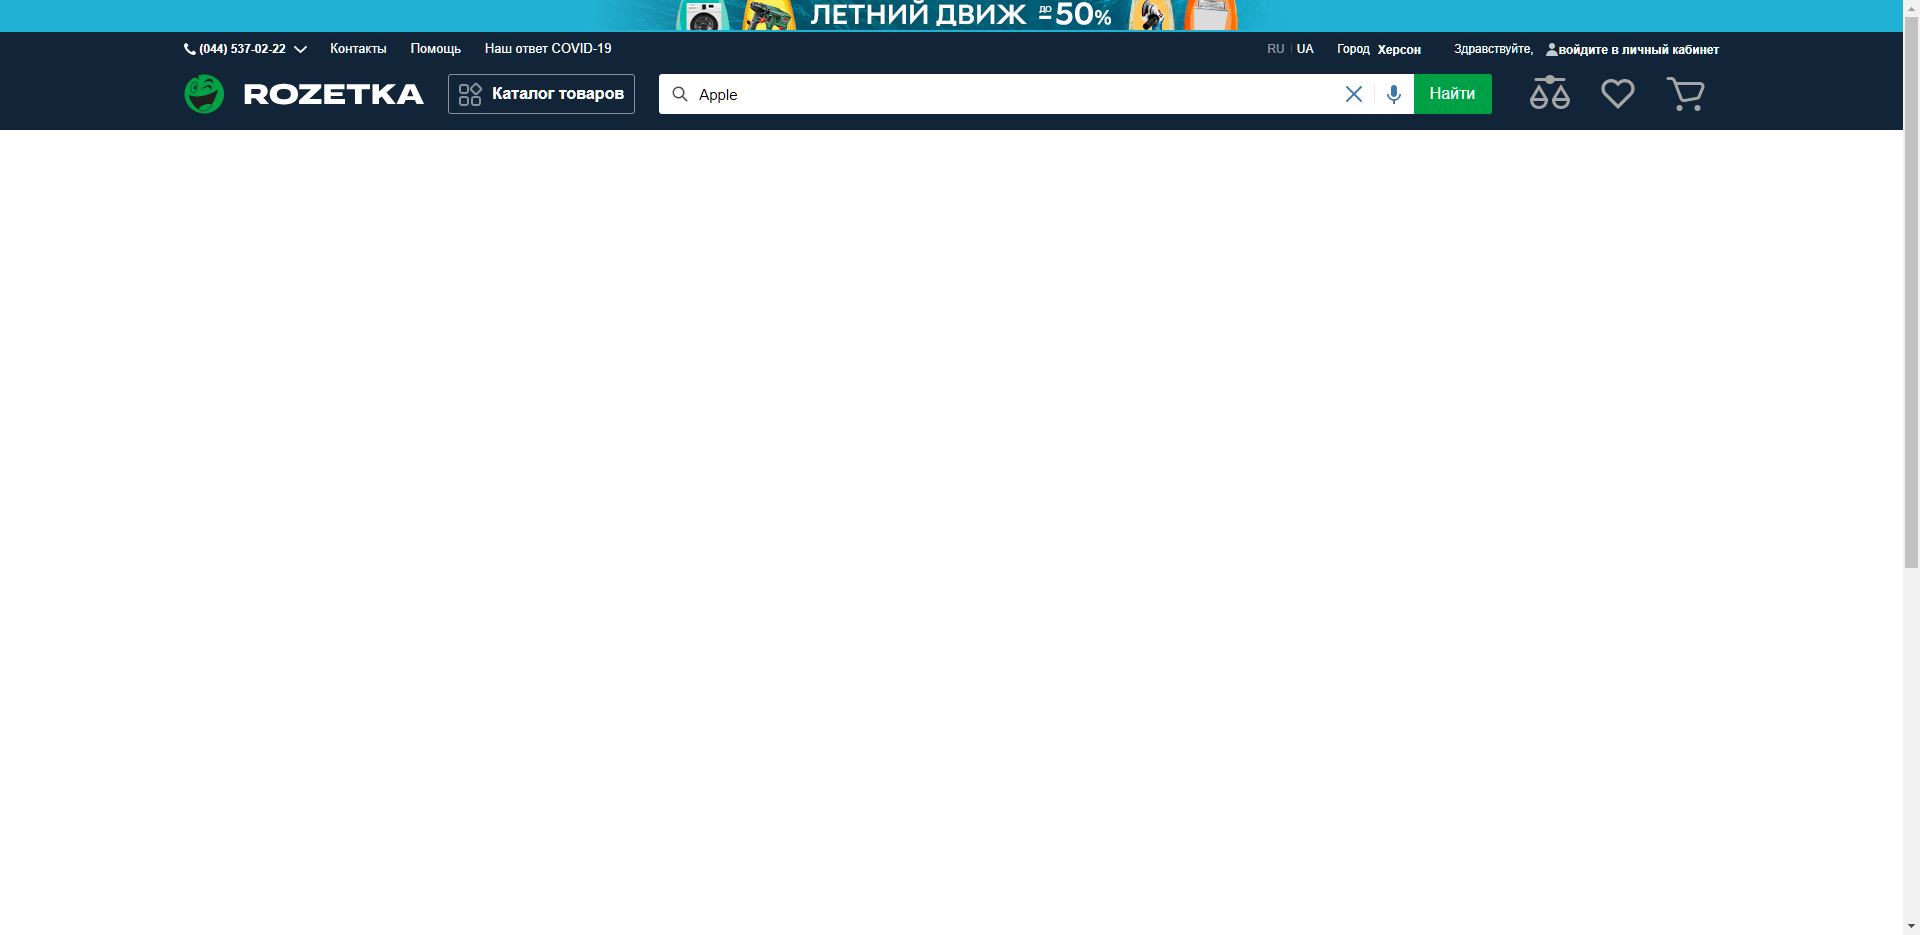 ЛЕТНИЙ ДВИЖ до -50%
(044) 537-02-22 Контакты Помощь Наш ответ COVID-19 RU UA Город Херсон Здравствуйте, войдите в личный кабинет
ROZETKA Каталог товаров Apple Найти